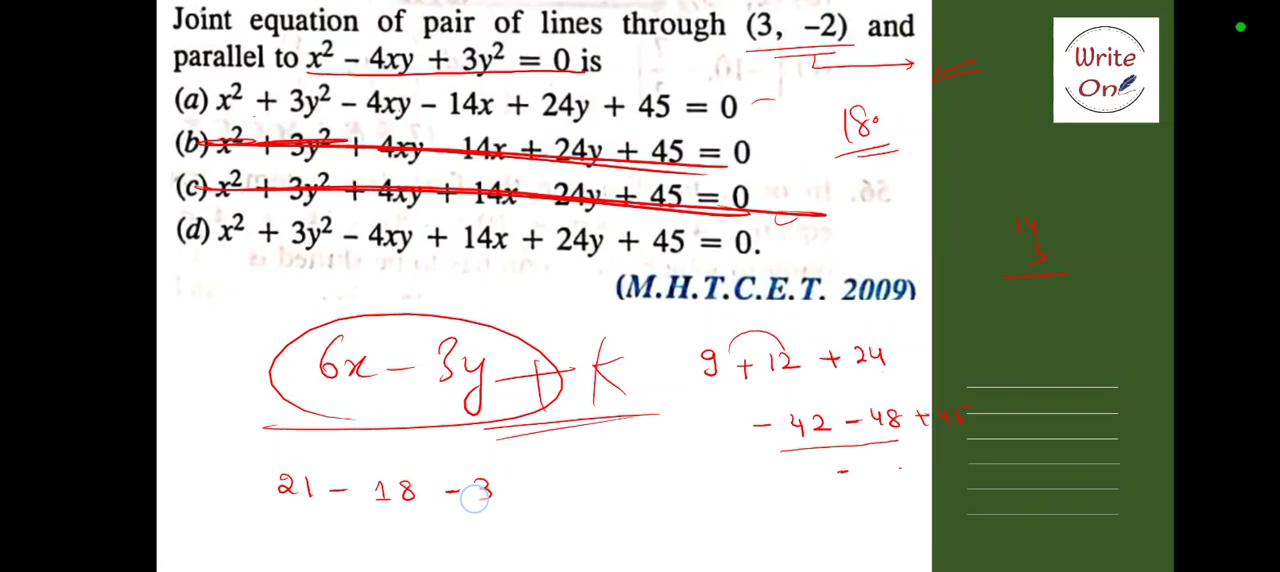 Joint equation of pair of lines through (3, –2) and
parallel to x² – 4xy + 3y² = 0 is
(a) x² + 3y² – 4xy – 14x + 24y + 45 = 0
(b) x² + 3y² + 4xy – 14x + 24y + 45 = 0
(c) x² + 3y² + 4xy + 14x – 24y + 45 = 0
(d) x² + 3y² – 4xy + 14x + 24y + 45 = 0.
(M.H.T.C.E.T. 2009)
18
6x – 3y + K
9 + 12 + 24
– 42 – 48 + 45
21 – 18 – 3
14
3
Write
On